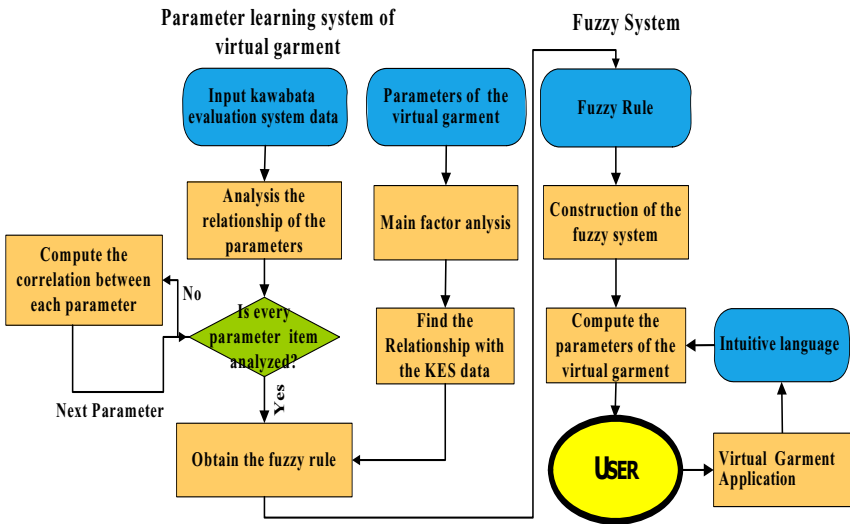 Parameter learning system of
virtual garment
Fuzzy System
Input kawabata
evaluation system data
Parameters of the
virtual garment
Fuzzy Rule
Analysis the
relationship of the
parameters
Main factor anlysis
Construction of the
fuzzy system
Compute the
correlation between
each parameter
No
Is every
parameter item
analyzed?
Find the
Relationship with
the KES data
Compute the
parameters of the
virtual garment
Intuitive language
Next Parameter
Yes
Obtain the fuzzy rule
USER
Virtual Garment
Application